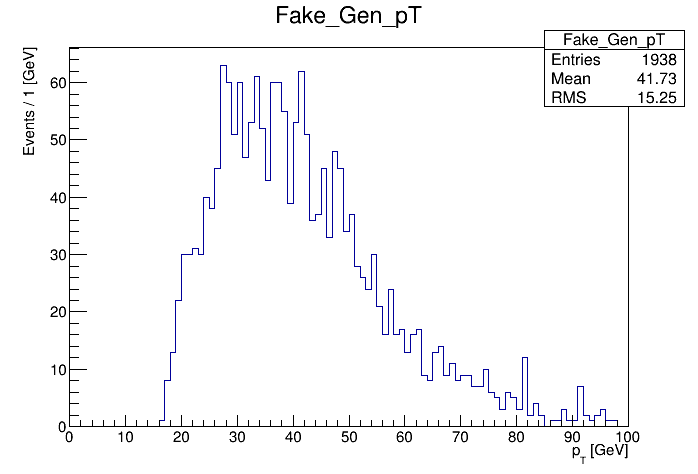 Fake_Gen_pT
Fake_Gen_pT
Entries 1938
Mean 41.73
RMS 15.25
Events / 1 [GeV]
60
50
40
30
20
10
0
0 10 20 30 40 50 60 70 80 90 100
p_T [GeV]